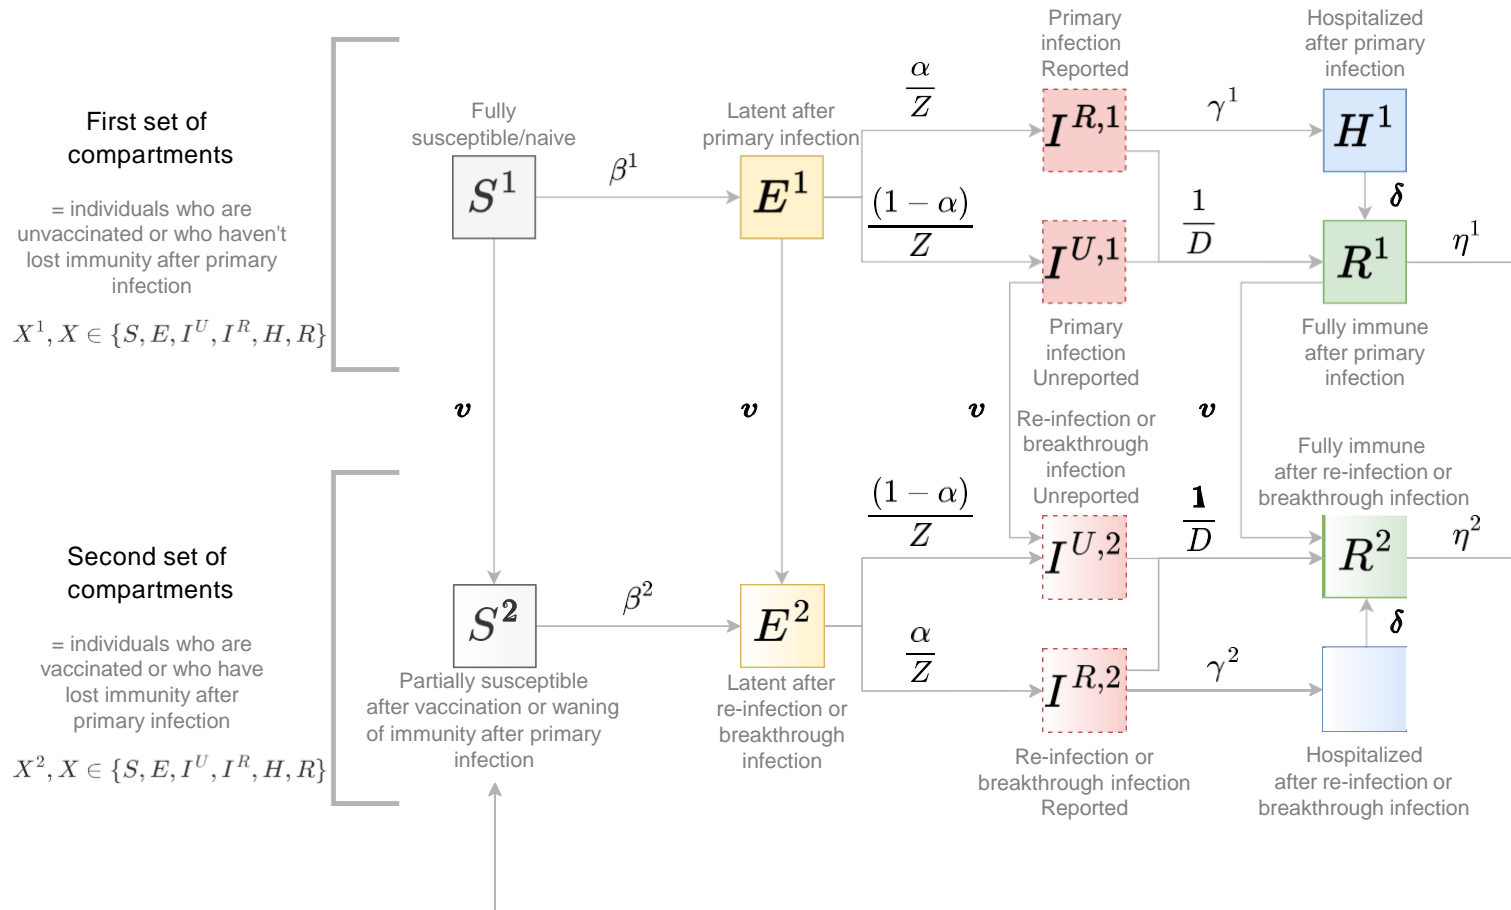 First set of
compartments
= individuals who are
unvaccinated or who haven't
lost immunity after primary
infection
X^1, X ∈ {S, E, I^U, I^R, H, R}
Fully
susceptible/naive
S^1
β^1
Latent after
primary infection
E^1
α/Z
(1 − α)/Z
Primary
infection
Reported
I^{R,1}
γ^1
Hospitalized
after primary
infection
H^1
δ
I^{U,1}
1/D
R^1
η^1
Primary
infection
Unreported
Fully immune
after primary
infection
v
v
v
v
Second set of
compartments
= individuals who are
vaccinated or who have
lost immunity after
primary infection
X^2, X ∈ {S, E, I^U, I^R, H, R}
S^2
Partially susceptible
after vaccination or waning
of immunity after primary
infection
β^2
E^2
Latent after
re-infection or
breakthrough
infection
(1 − α)/Z
α/Z
Re-infection or
breakthrough
infection
Unreported
I^{U,2}
1/D
Fully immune
after re-infection or
breakthrough infection
R^2
η^2
δ
I^{R,2}
γ^2
Re-infection or
breakthrough infection
Reported
Hospitalized
after re-infection or
breakthrough infection